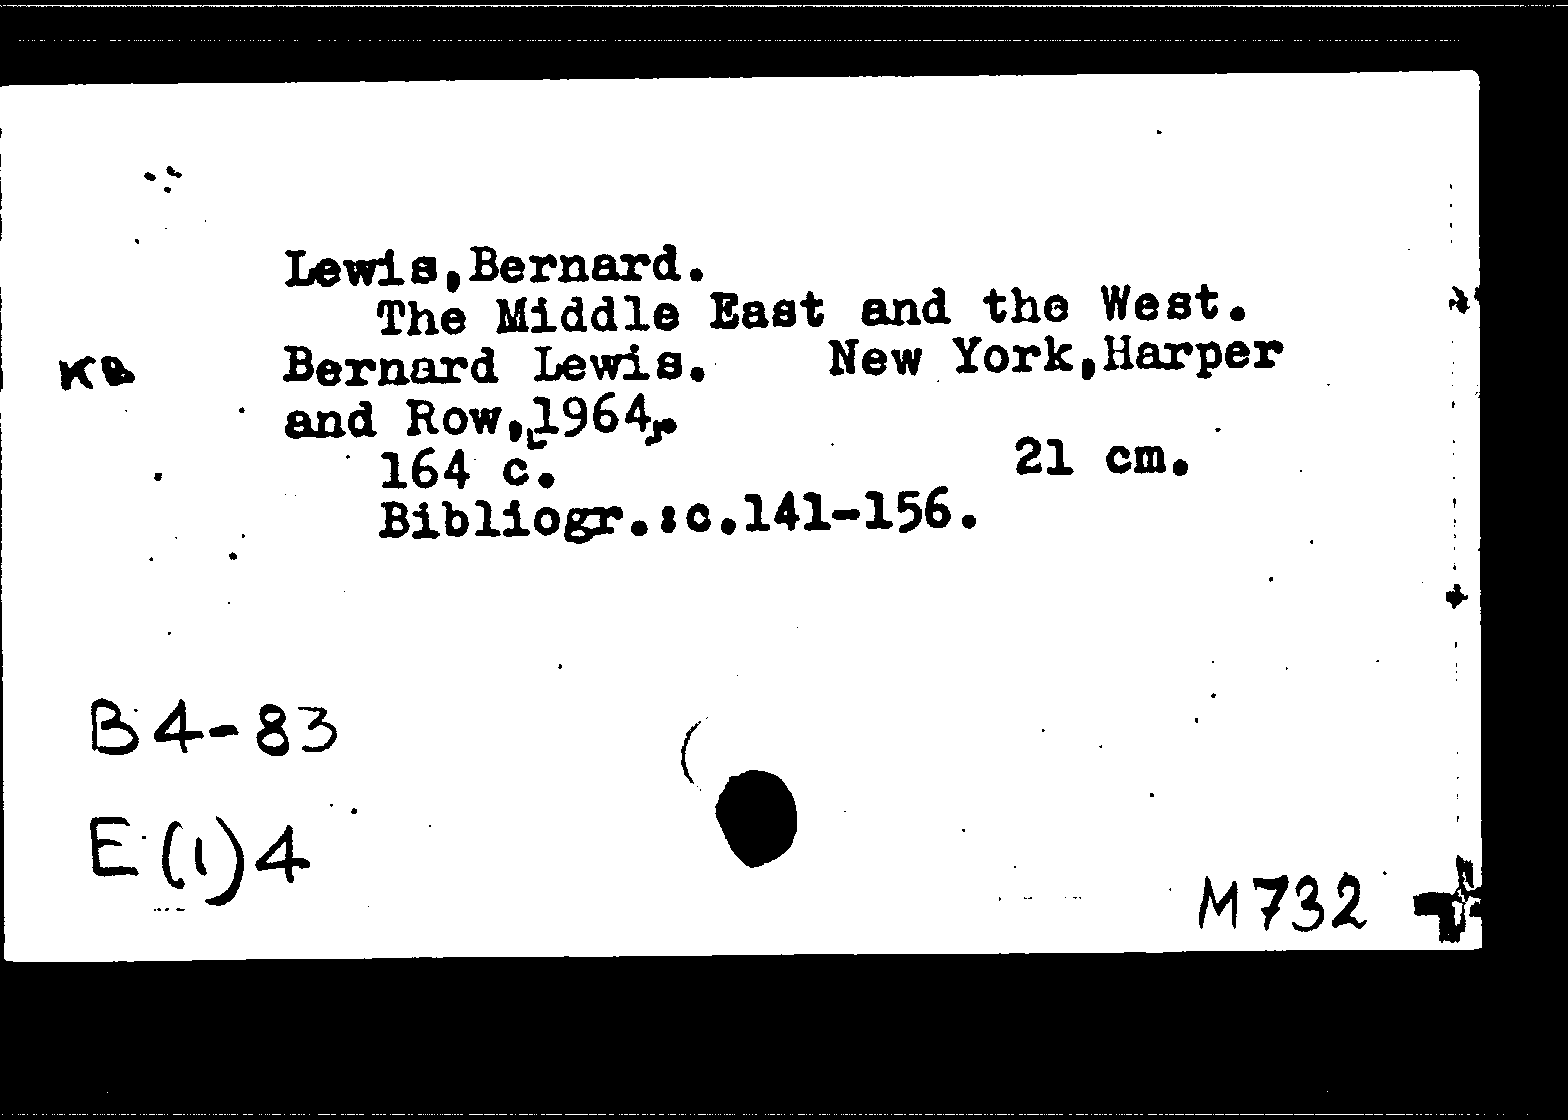 Lewis,Bernard.
The Middle East and the West.
Bernard Lewis. New York,Harper
and Row,[1964].
164 c. 21 cm.
Bibliogr.:c.141-156.
B4-83
E(1)4
M732